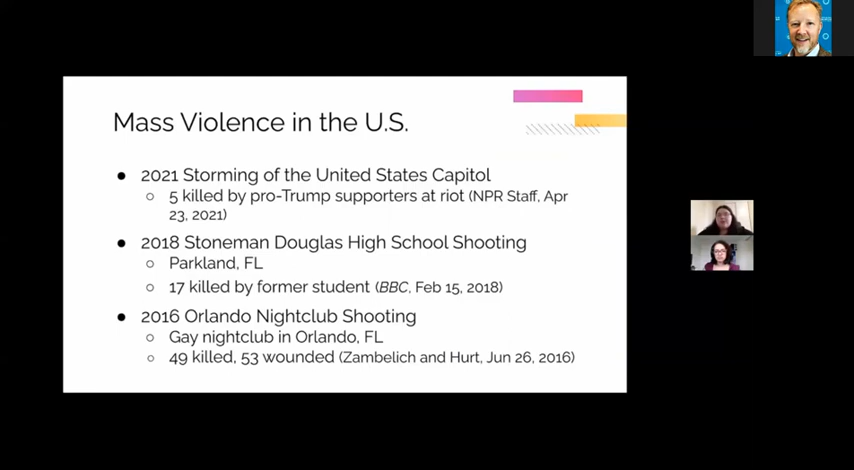 Mass Violence in the U.S.
● 2021 Storming of the United States Capitol
○ 5 killed by pro-Trump supporters at riot (NPR Staff, Apr
23, 2021)
● 2018 Stoneman Douglas High School Shooting
○ Parkland, FL
○ 17 killed by former student (BBC, Feb 15, 2018)
● 2016 Orlando Nightclub Shooting
○ Gay nightclub in Orlando, FL
○ 49 killed, 53 wounded (Zambelich and Hurt, Jun 26, 2016)